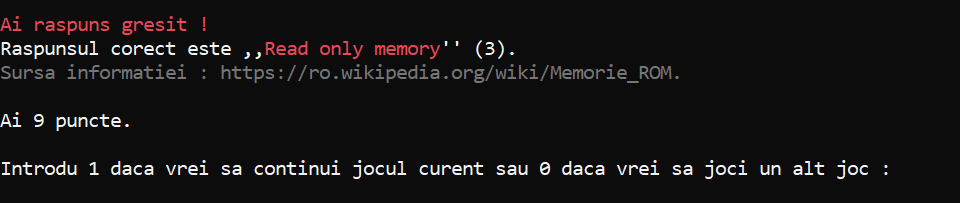 Ai raspuns gresit !
Raspunsul corect este ,,Read only memory'' (3).
Sursa informatiei : https://ro.wikipedia.org/wiki/Memorie_ROM.
Ai 9 puncte.
Introdu 1 daca vrei sa continui jocul curent sau 0 daca vrei sa joci un alt joc :